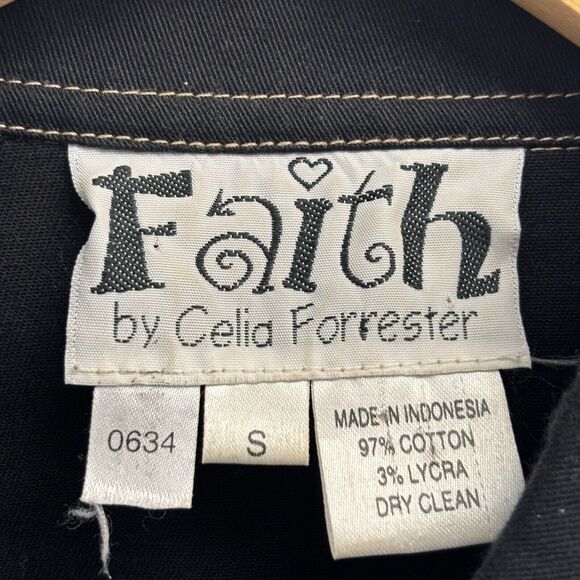 Faith
by Celia Forrester
0634
S
MADE IN INDONESIA
97% COTTON
3% LYCRA
DRY CLEAN